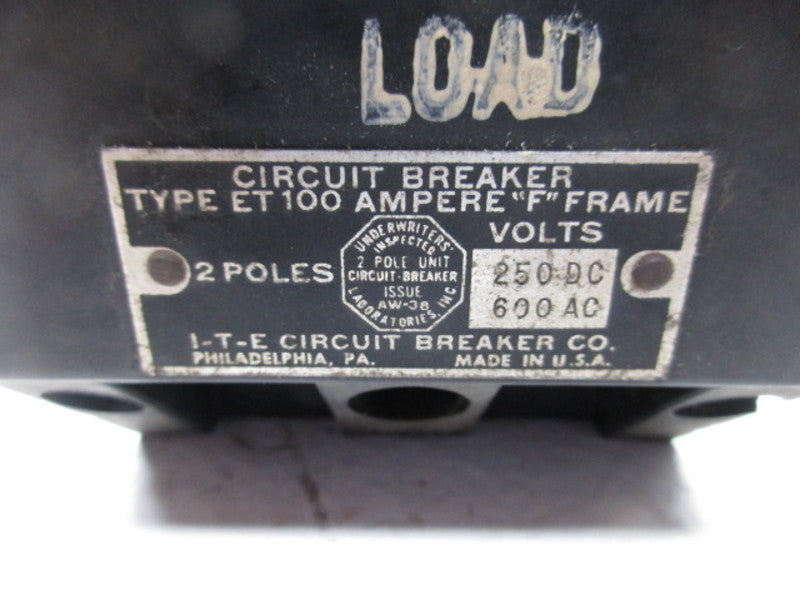 LOAD
CIRCUIT BREAKER
TYPE ET 100 AMPERE "F" FRAME
VOLTS
2 POLES
UNDERWRITERS'
INSPECTED
2 POLE UNIT
CIRCUIT-BREAKER
ISSUE
AW-38
LABORATORIES, INC.
250 DC
600 AC
I-T-E CIRCUIT BREAKER CO.
PHILADELPHIA, PA. MADE IN U.S.A.